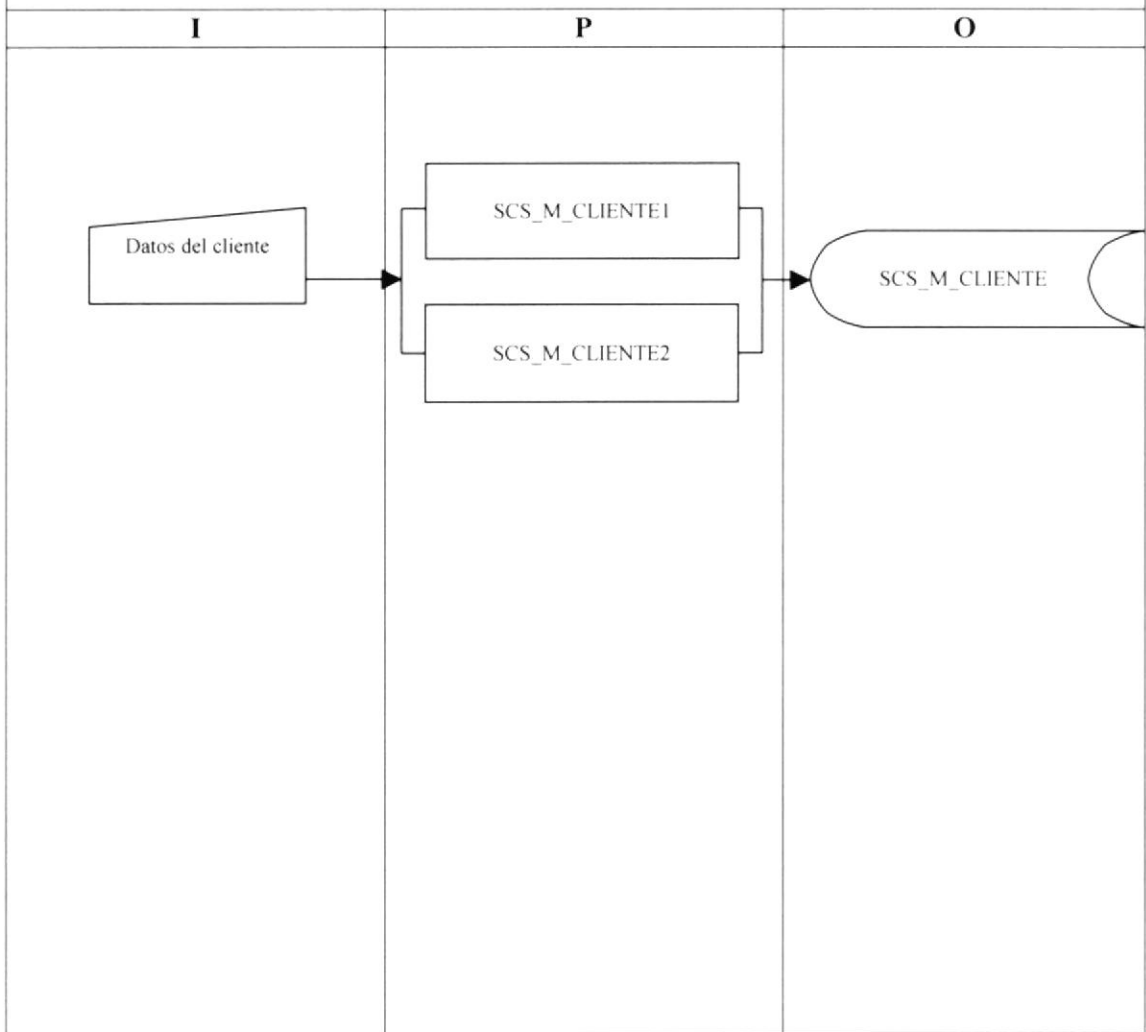 I
P
O
Datos del cliente
SCS_M_CLIENTE1
SCS_M_CLIENTE2
SCS_M_CLIENTE